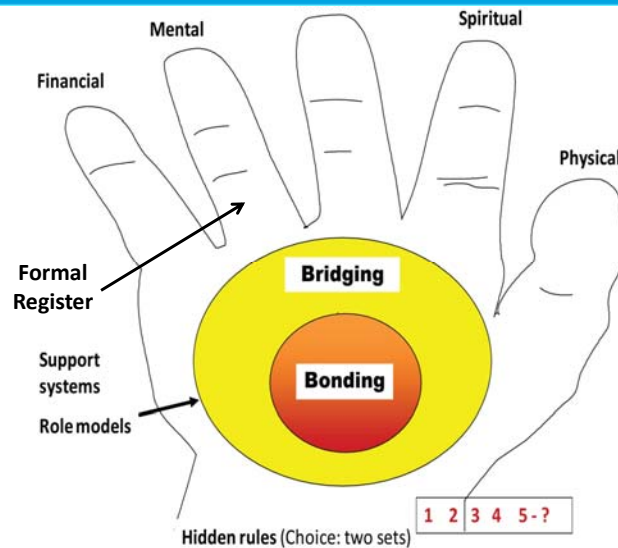 Mental
Spiritual
Financial
Physical
Formal
Register
Bridging
Bonding
Support
systems
Role models
1 2 3 4 5-?
Hidden rules (Choice: two sets)